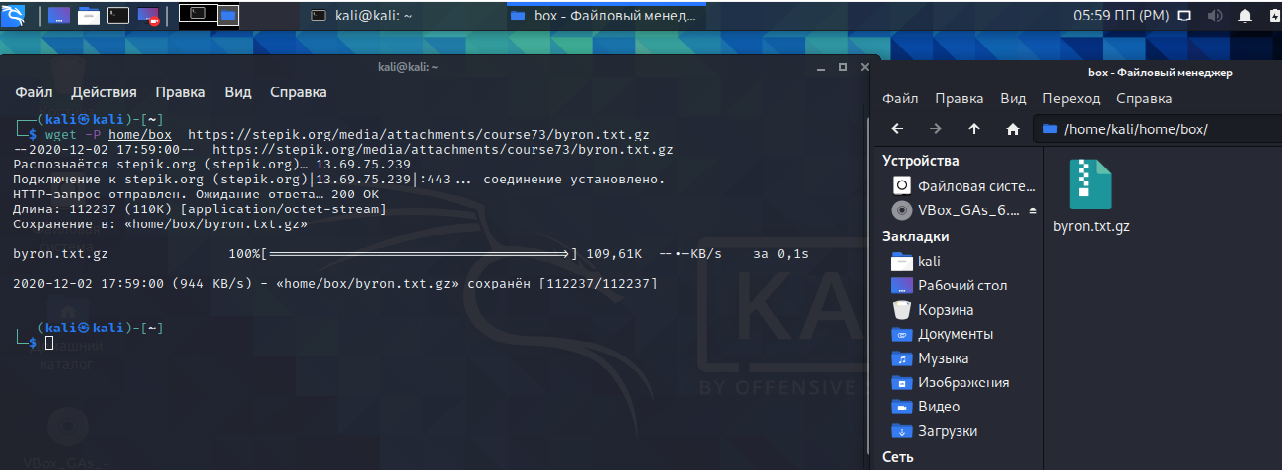 kali@kali: ~
box - Файловый менед...
05:59 ПП (PM)
kali@kali: ~
Файл Действия Правка Вид Справка
(kali㉿kali)-[~]
$ wget -P home/box https://stepik.org/media/attachments/course73/byron.txt.gz
--2020-12-02 17:59:00-- https://stepik.org/media/attachments/course73/byron.txt.gz
Распознаётся stepik.org (stepik.org)… 13.69.75.239
Подключение к stepik.org (stepik.org)|13.69.75.239|:443... соединение установлено.
HTTP-запрос отправлен. Ожидание ответа… 200 OK
Длина: 112237 (110K) [application/octet-stream]
Сохранение в: «home/box/byron.txt.gz»
byron.txt.gz 100%[===================================>] 109,61K --.-KB/s за 0,1s
2020-12-02 17:59:00 (944 KB/s) - «home/box/byron.txt.gz» сохранён [112237/112237]
(kali㉿kali)-[~]
$
KA
BY OFFENSIVE
каталог
box - Файловый менеджер
Файл Правка Вид Переход Справка
/home/kali/home/box/
Устройства
Файловая систе...
VBox_GAs_6....
Закладки
kali
Рабочий стол
Корзина
Документы
Музыка
Изображения
Видео
Загрузки
Сеть
byron.txt.gz